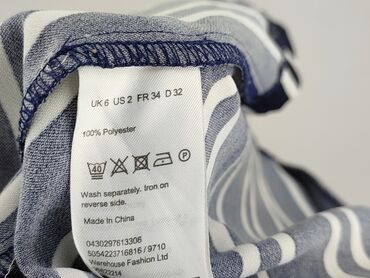 UK 6 US 2 FR 34 D 32
100% Polyester
40 P
Wash separately. Iron on
reverse side.
Made In China
0430297613306
5054223716816 / 9710
Warehouse Fashion Ltd